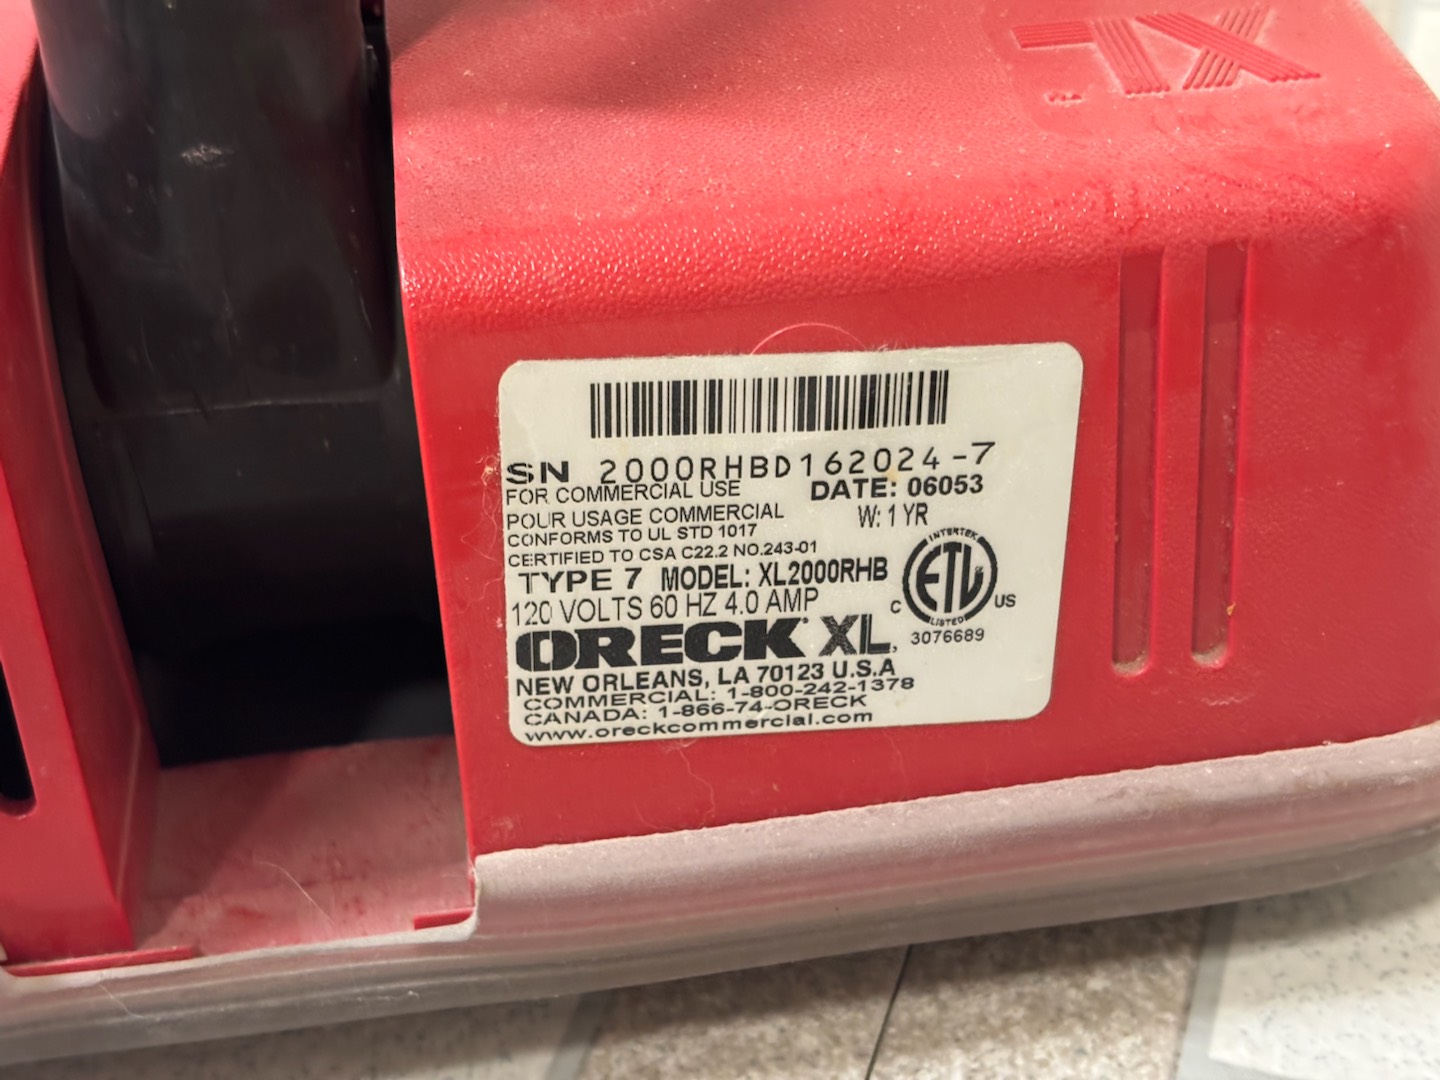 XL
SN 2000RHBD162024-7
FOR COMMERCIAL USE DATE: 06053
POUR USAGE COMMERCIAL W: 1 YR
CONFORMS TO UL STD 1017
CERTIFIED TO CSA C22.2 NO.243-01
TYPE 7 MODEL: XL2000RHB
120 VOLTS 60 HZ 4.0 AMP
INTERTEK
ETL
LISTED
C US
3076689
ORECK XL
NEW ORLEANS, LA 70123 U.S.A
COMMERCIAL: 1-800-242-1378
CANADA: 1-866-74-ORECK
www.oreckcommercial.com